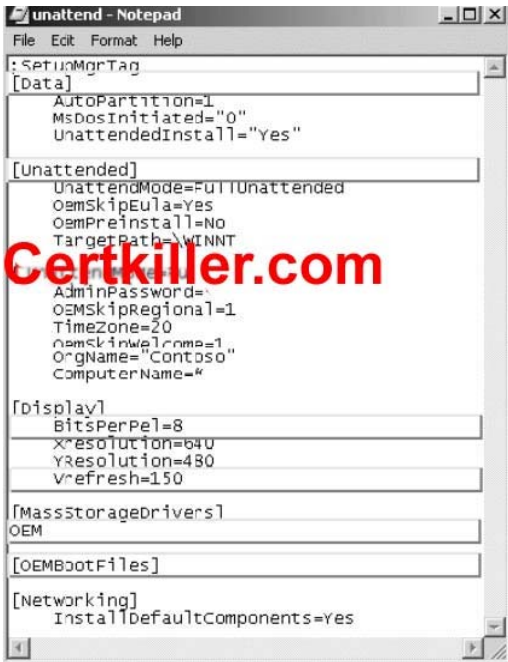 unattend - Notepad
File Edit Format Help
;SetupMgrTag
[Data]
AutoPartition=1
MsDosInitiated="0"
UnattendedInstall="Yes"
[Unattended]
UnattendMode=FullUnattended
OemSkipEula=Yes
OemPreinstall=No
TargetPath=\WINNT
Certkiller.com
AdminPassword=*
OEMSkipRegional=1
TimeZone=20
OemSkipWelcome=1
OrgName="Contoso"
ComputerName=*
[Display]
BitsPerPel=8
Xresolution=640
YResolution=480
Vrefresh=150
[MassStorageDrivers]
OEM
[OEMBootFiles]
[Networking]
InstallDefaultComponents=Yes